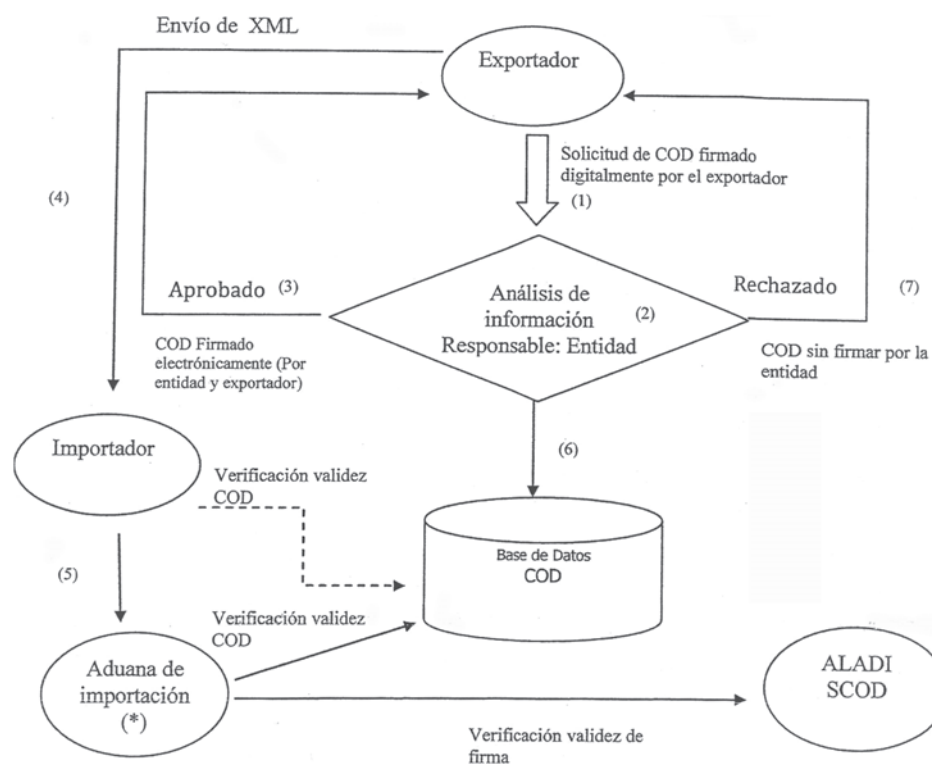 Envío de XML
Exportador
Solicitud de COD firmado
digitalmente por el exportador
(1)
(4)
Aprobado (3)
Análisis de
información (2)
Responsable: Entidad
Rechazado (7)
COD Firmado
electrónicamente (Por
entidad y exportador)
COD sin firmar por la
entidad
Importador
(6)
Verificación validez
COD
Base de Datos
COD
(5)
Verificación validez
COD
Aduana de
importación
(*)
ALADI
SCOD
Verificación validez de
firma